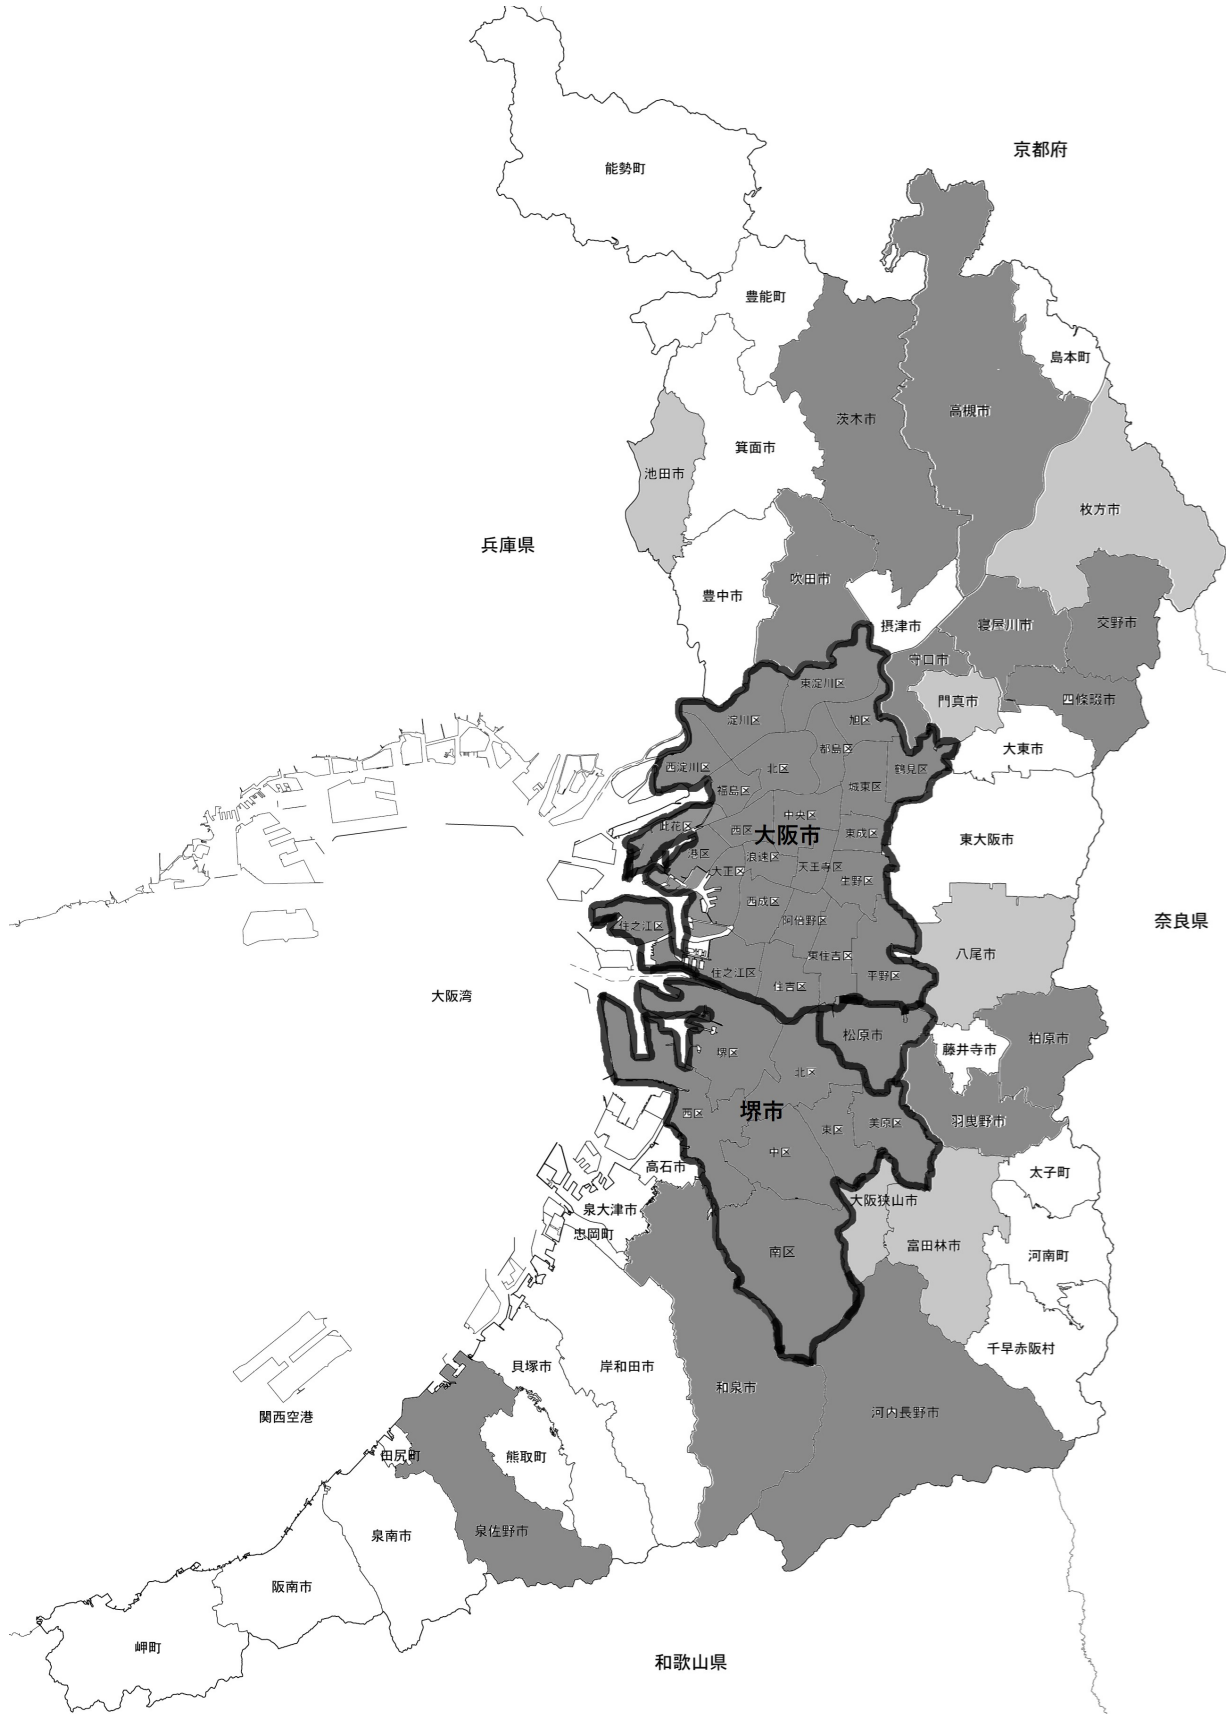 能勢町
京都府
豊能町
島本町
茨木市
高槻市
箕面市
池田市
枚方市
兵庫県
吹田市
豊中市
摂津市
寝屋川市
交野市
守口市
東淀川区
門真市
四條畷市
淀川区
旭区
都島区
大東市
西淀川区
北区
鶴見区
福島区
城東区
此花区
西区
中央区
大阪市
東成区
東大阪市
港区
大正区
浪速区
天王寺区
生野区
西成区
阿倍野区
奈良県
住之江区
東住吉区
八尾市
住之江区
住吉区
平野区
大阪湾
松原市
堺区
藤井寺市
柏原市
北区
西区
堺市
東区
美原区
羽曳野市
中区
高石市
太子町
泉大津市
大阪狭山市
忠岡町
南区
富田林市
河南町
貝塚市
岸和田市
千早赤阪村
和泉市
河内長野市
関西空港
田尻町
熊取町
泉南市
泉佐野市
阪南市
岬町
和歌山県